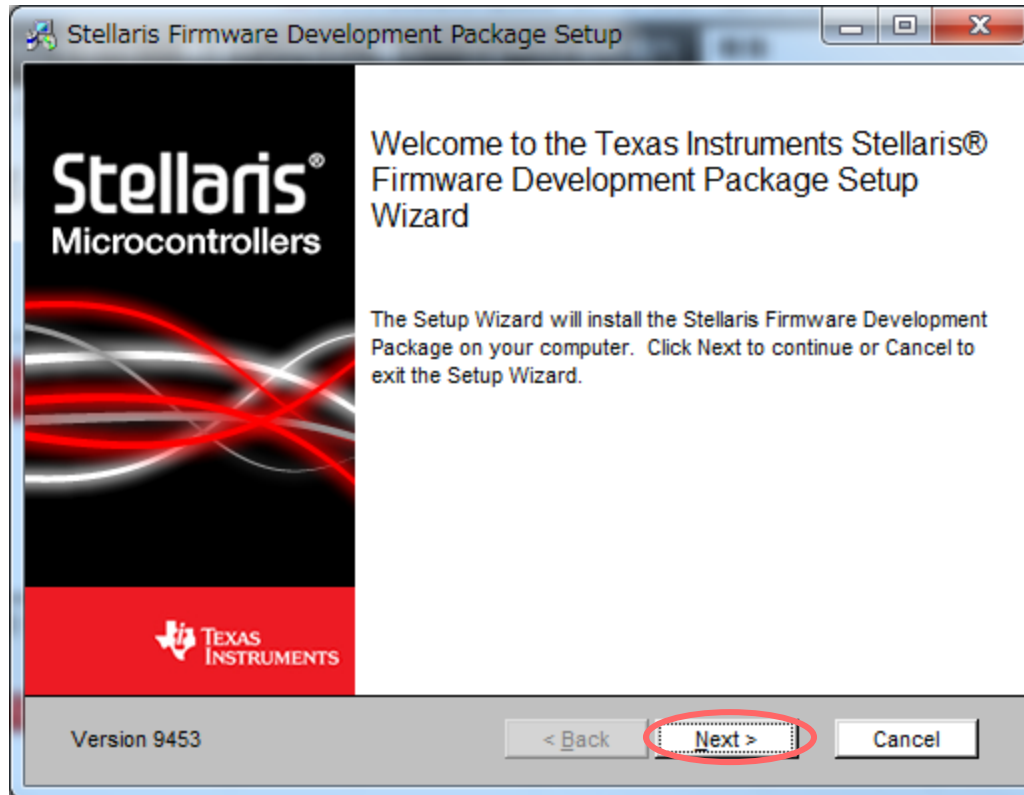 Stellaris Firmware Development Package Setup
Stellaris®
Microcontrollers
Welcome to the Texas Instruments Stellaris®
Firmware Development Package Setup
Wizard
The Setup Wizard will install the Stellaris Firmware Development
Package on your computer.  Click Next to continue or Cancel to
exit the Setup Wizard.
TEXAS
INSTRUMENTS
Version 9453
< Back
Next >
Cancel